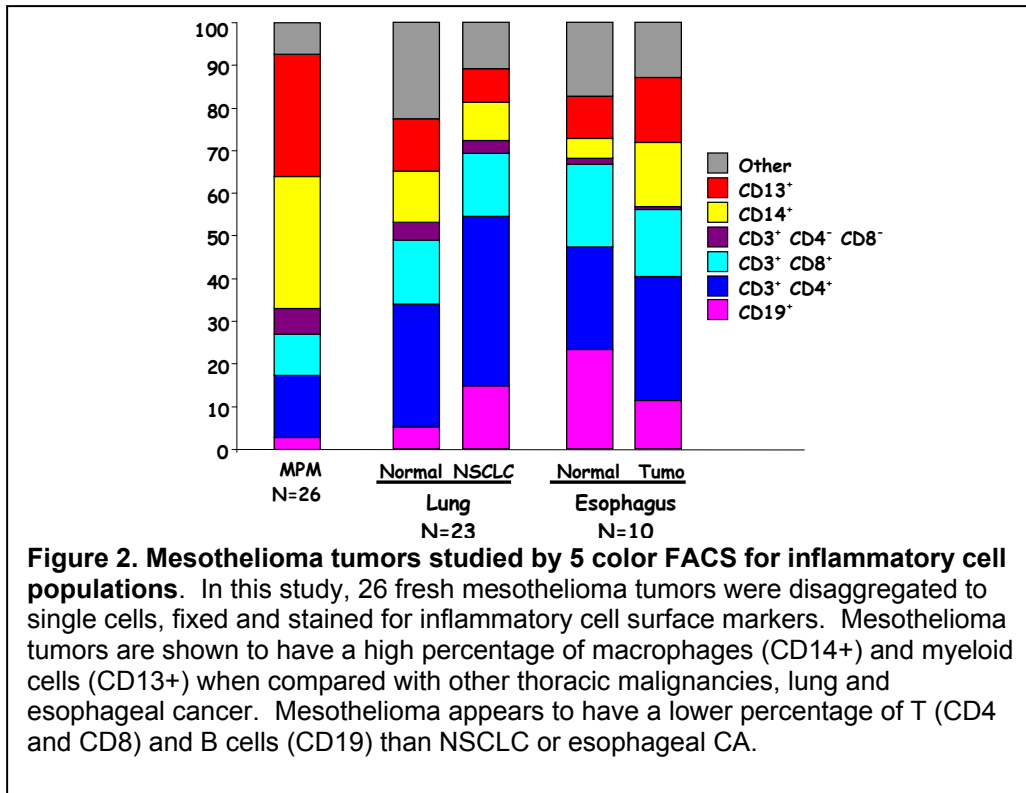 100
90
80
70
60
50
40
30
20
10
0
Other
CD13⁺
CD14⁺
CD3⁺ CD4⁻ CD8⁻
CD3⁺ CD8⁺
CD3⁺ CD4⁺
CD19⁺
MPM
N=26
Normal NSCLC
Lung
N=23
Normal Tumo
Esophagus
N=10
Figure 2. Mesothelioma tumors studied by 5 color FACS for inflammatory cell
populations. In this study, 26 fresh mesothelioma tumors were disaggregated to
single cells, fixed and stained for inflammatory cell surface markers. Mesothelioma
tumors are shown to have a high percentage of macrophages (CD14+) and myeloid
cells (CD13+) when compared with other thoracic malignancies, lung and
esophageal cancer. Mesothelioma appears to have a lower percentage of T (CD4
and CD8) and B cells (CD19) than NSCLC or esophageal CA.